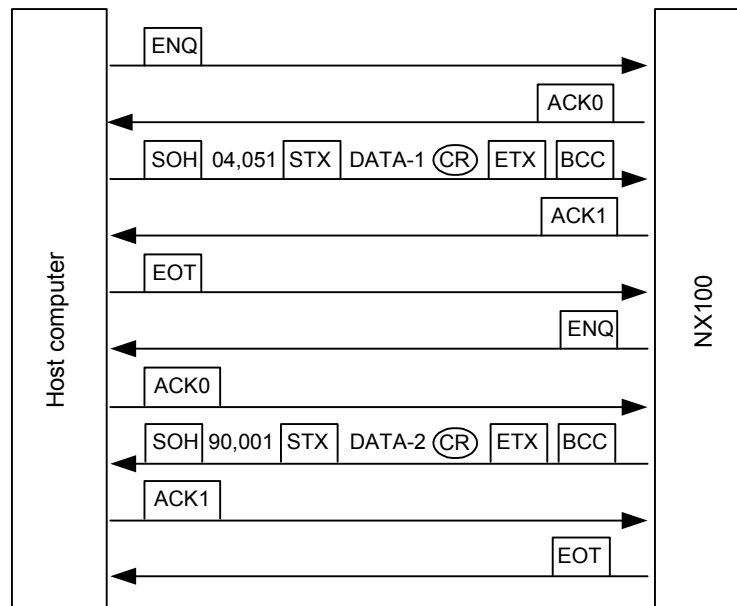 ENQ
ACK0
SOH 04,051 STX DATA-1 CR ETX BCC
ACK1
EOT
Host computer
NX100
ENQ
ACK0
SOH 90,001 STX DATA-2 CR ETX BCC
ACK1
EOT